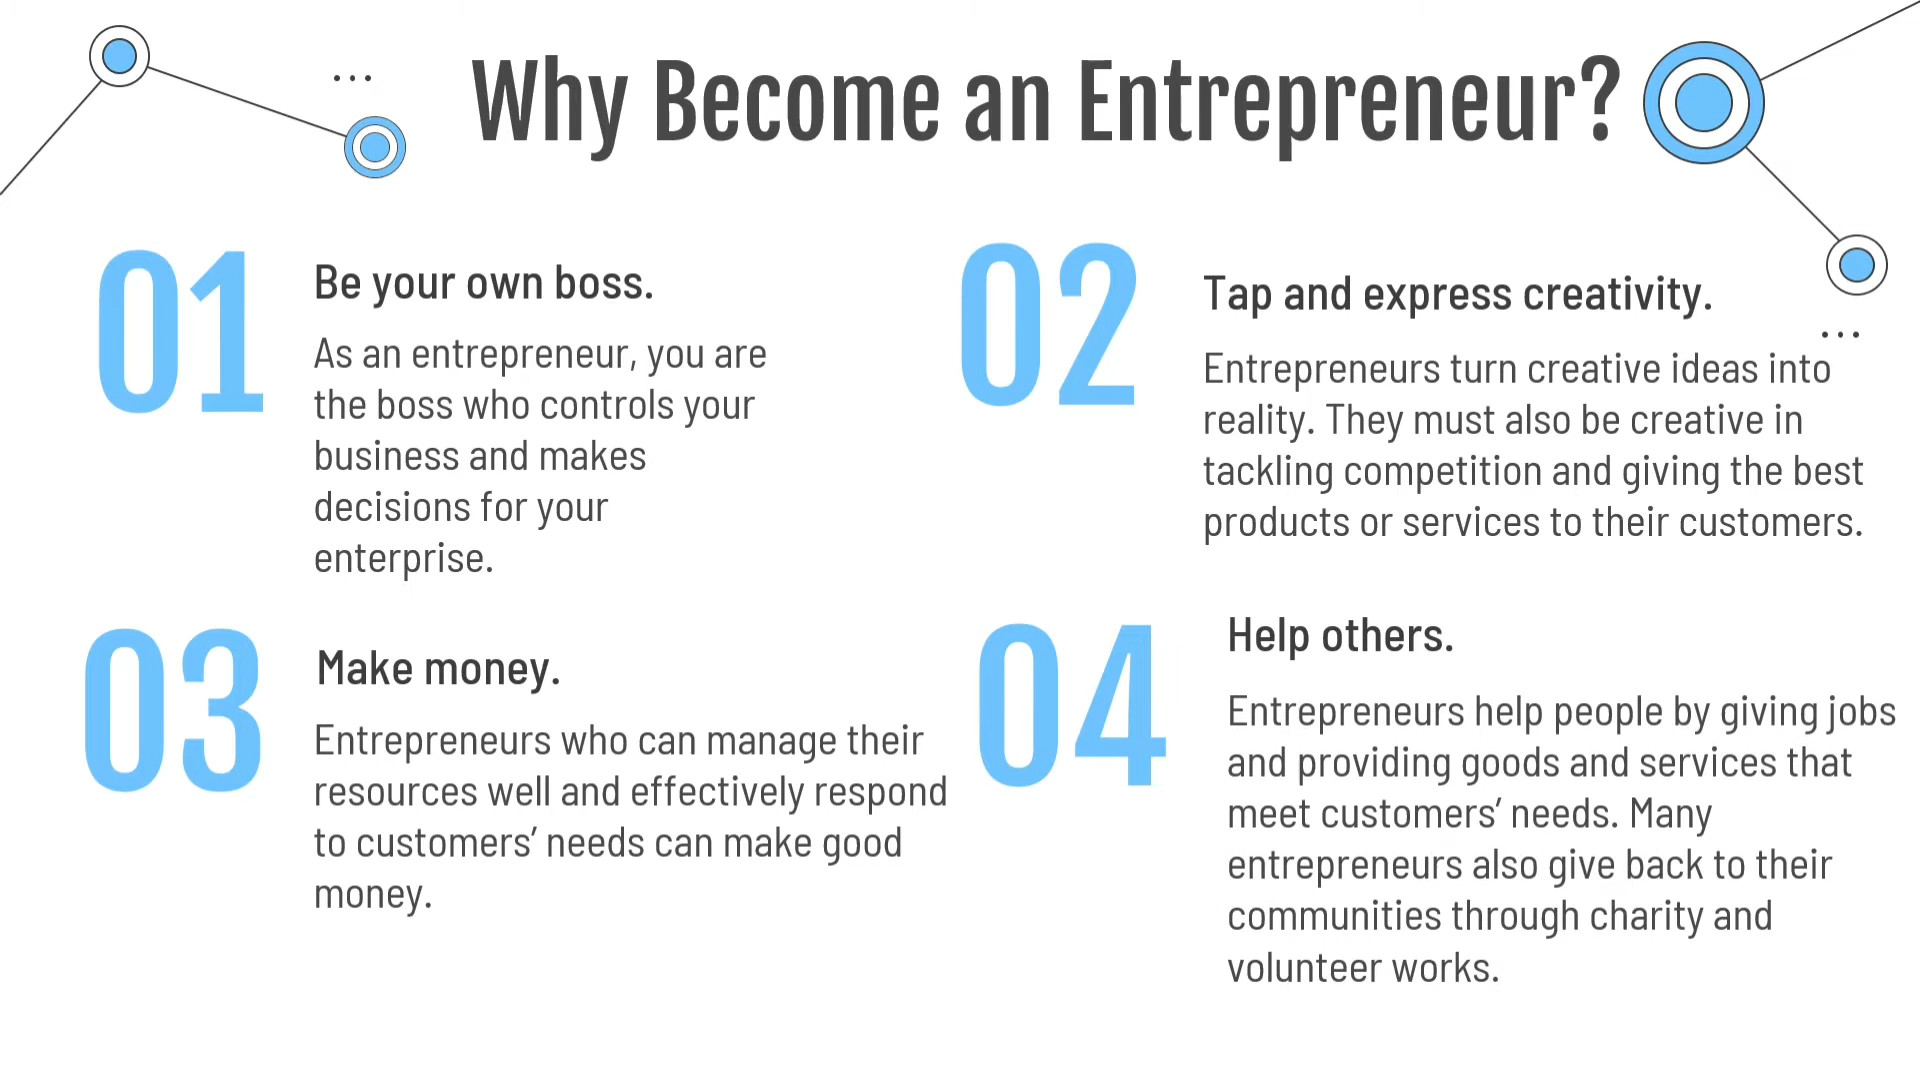 Why Become an Entrepreneur?
01
Be your own boss.
As an entrepreneur, you are
the boss who controls your
business and makes
decisions for your
enterprise.
02
Tap and express creativity.
Entrepreneurs turn creative ideas into
reality. They must also be creative in
tackling competition and giving the best
products or services to their customers.
03
Make money.
Entrepreneurs who can manage their
resources well and effectively respond
to customers’ needs can make good
money.
04
Help others.
Entrepreneurs help people by giving jobs
and providing goods and services that
meet customers’ needs. Many
entrepreneurs also give back to their
communities through charity and
volunteer works.